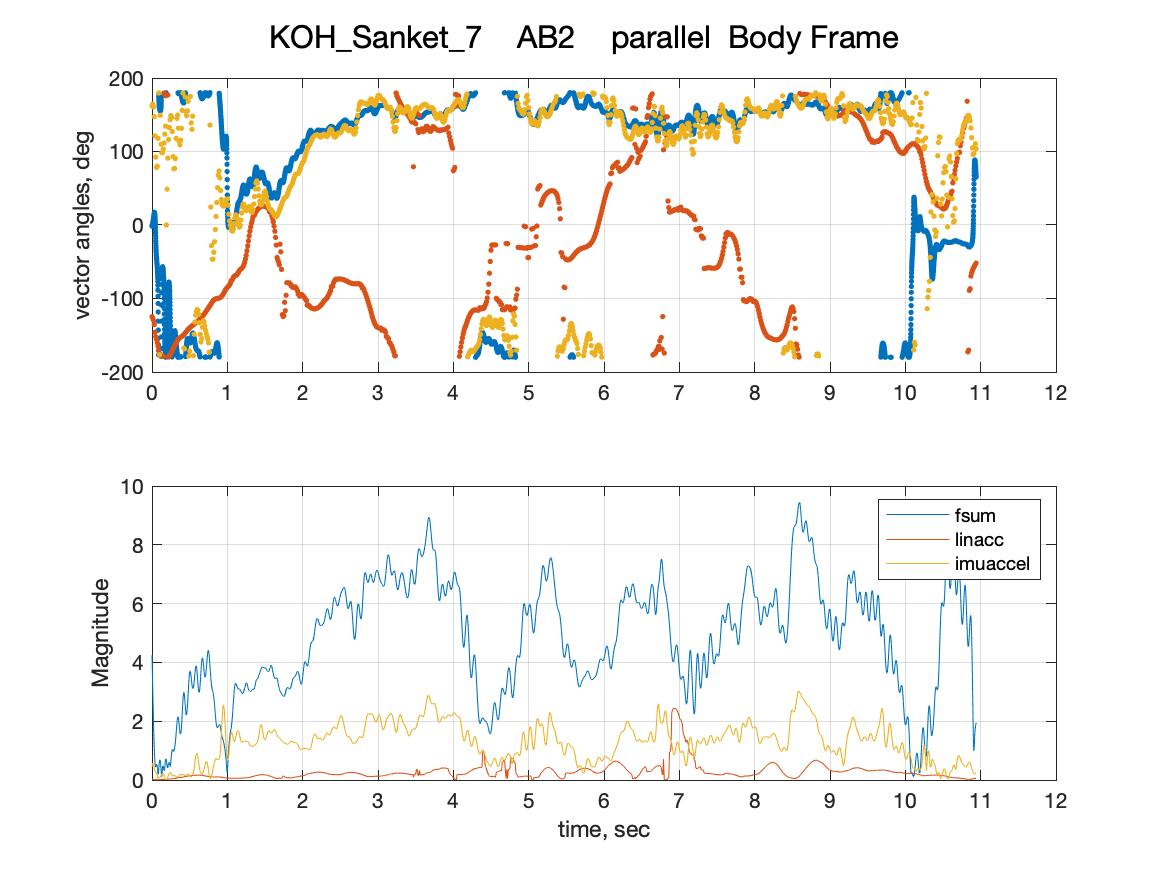 KOH_Sanket_7 AB2 parallel Body Frame
200
100
0
-100
-200
vector angles, deg
0 1 2 3 4 5 6 7 8 9 10 11 12
10
8
6
4
2
0
Magnitude
fsum
linacc
imuaccel
0 1 2 3 4 5 6 7 8 9 10 11 12
time, sec